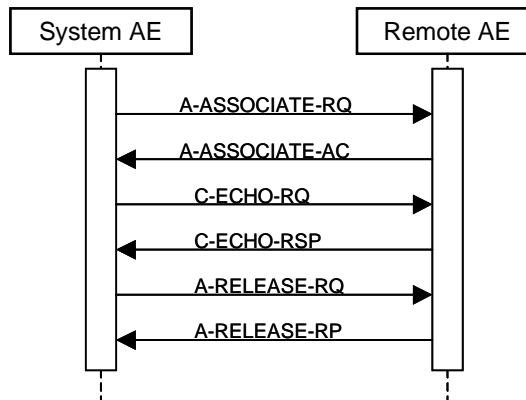 System AE
Remote AE
A-ASSOCIATE-RQ
A-ASSOCIATE-AC
C-ECHO-RQ
C-ECHO-RSP
A-RELEASE-RQ
A-RELEASE-RP